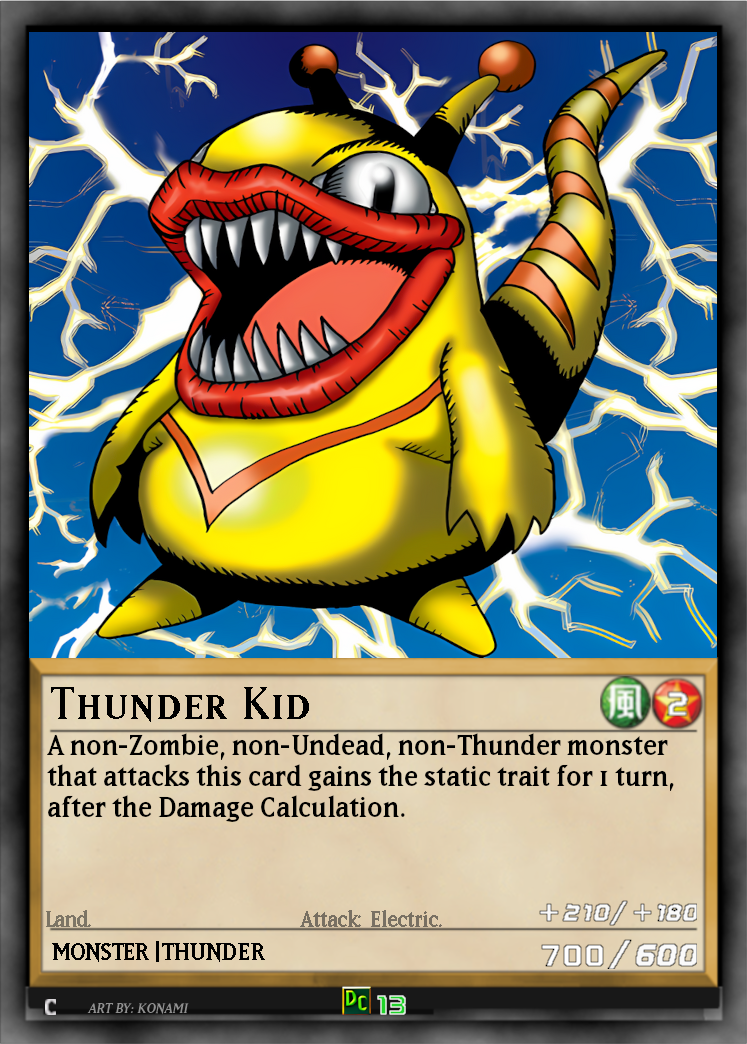 Thunder Kid 風 2
A non-Zombie, non-Undead, non-Thunder monster
that attacks this card gains the static trait for 1 turn,
after the Damage Calculation.
Land. Attack: Electric. +210/+180
MONSTER |THUNDER 700/600
C ART BY: KONAMI DC 13